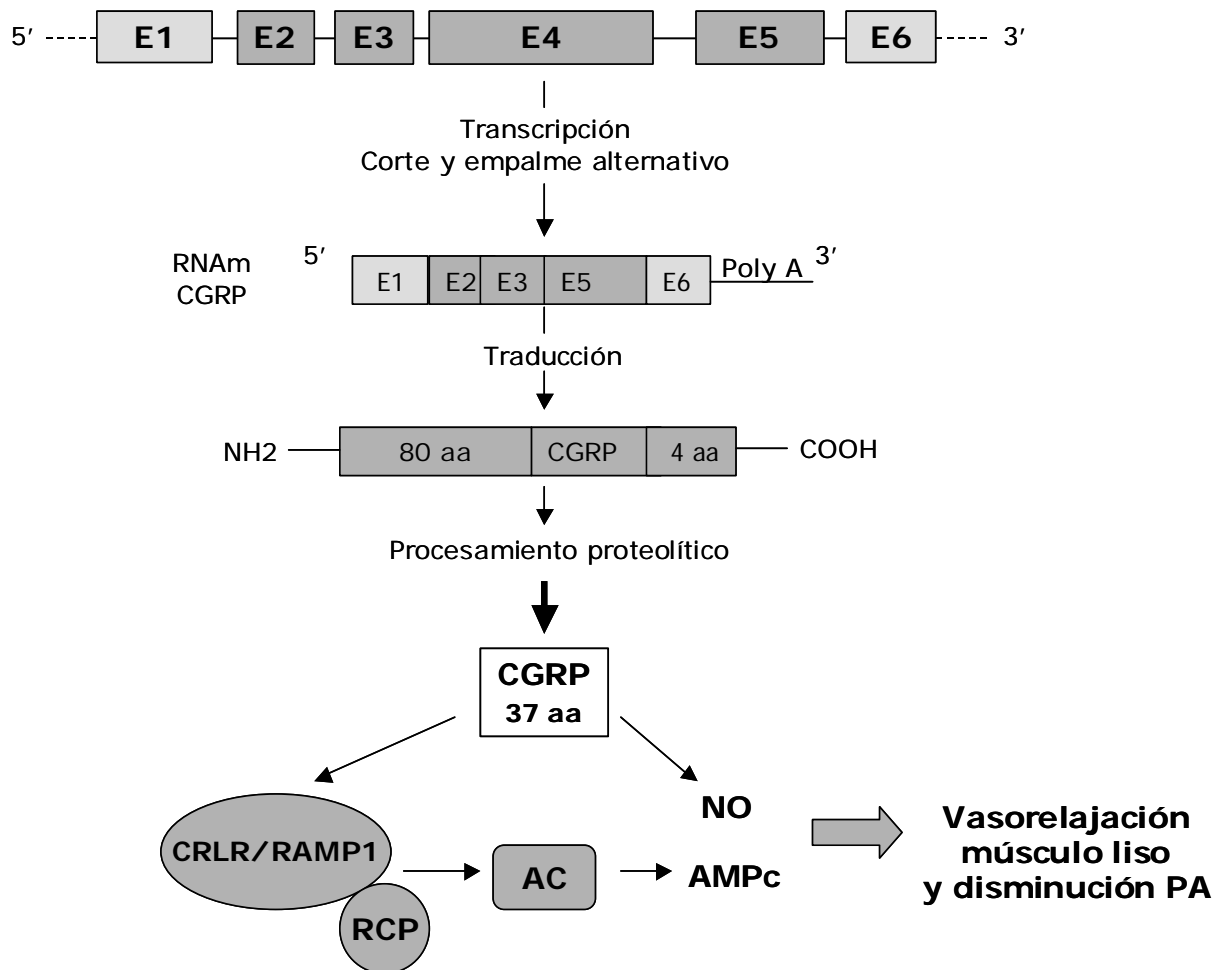 5’ E1 E2 E3 E4 E5 E6 3’
Transcripción
Corte y empalme alternativo
RNAm
CGRP
5’ E1 E2 E3 E5 E6 Poly A 3’
Traducción
NH2 80 aa CGRP 4 aa COOH
Procesamiento proteolítico
CGRP
37 aa
CRLR/RAMP1
RCP
AC
NO
AMPc
Vasorelajación
músculo liso
y disminución PA